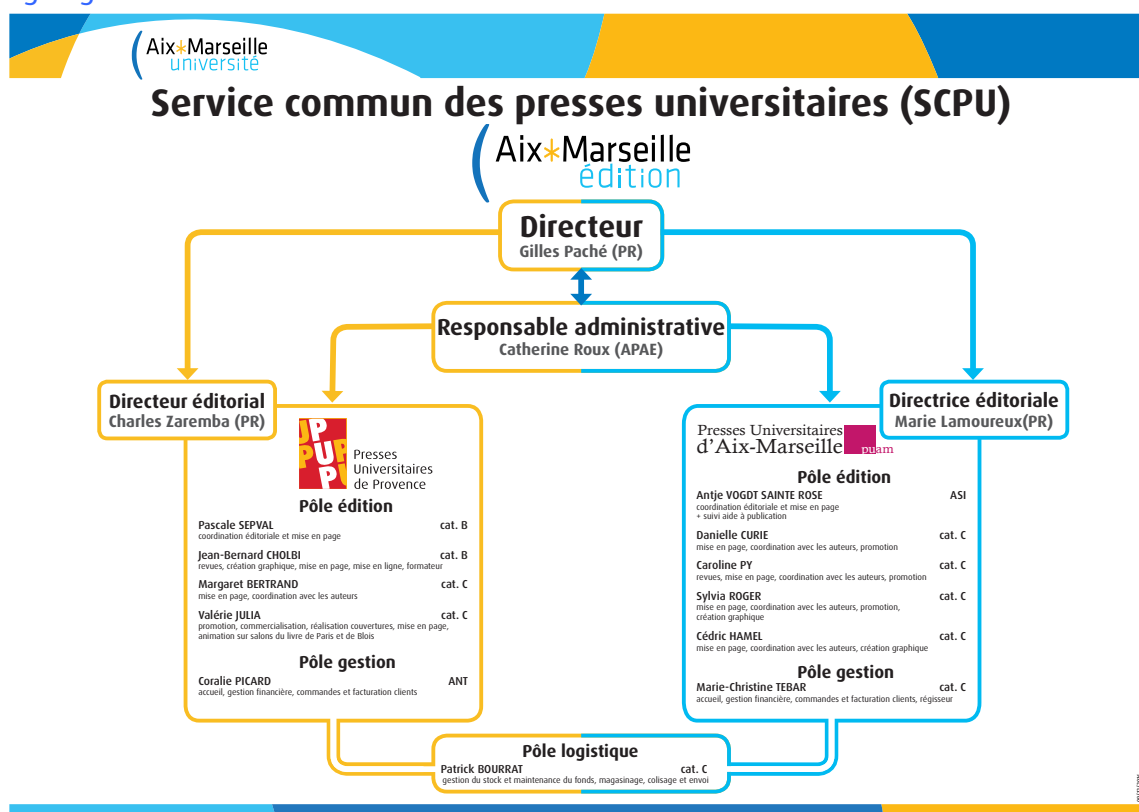 Aix*Marseille
université
Service commun des presses universitaires (SCPU)
Aix*Marseille
édition
Directeur
Gilles Paché (PR)
Responsable administrative
Catherine Roux (APAE)
Directeur éditorial
Charles Zaremba (PR)
Presses
Universitaires
de Provence
Pôle édition
Pascale SEPVAL cat. B
coordination éditoriale et mise en page
Jean-Bernard CHOLBI cat. B
revues, création graphique, mise en page, mise en ligne, formateur
Margaret BERTRAND cat. C
mise en page, coordination avec les auteurs
Valérie JULIA cat. C
promotion, commercialisation, réalisation couvertures, mise en page,
animation sur salons du livre de Paris et de Blois
Pôle gestion
Coralie PICARD ANT
accueil, gestion financière, commandes et facturation clients
Directrice éditoriale
Marie Lamoureux(PR)
Presses Universitaires
d'Aix-Marseille puam
Pôle édition
Antje VOGDT SAINTE ROSE ASI
coordination éditoriale et mise en page
+ suivi aide à publication
Danielle CURIE cat. C
mise en page, coordination avec les auteurs, promotion
Caroline PY cat. C
revues, mise en page, coordination avec les auteurs, promotion
Sylvia ROGER cat. C
mise en page, coordination avec les auteurs, promotion,
création graphique
Cédric HAMEL cat. C
mise en page, coordination avec les auteurs, création graphique
Pôle gestion
Marie-Christine TEBAR cat. C
accueil, gestion financière, commandes et facturation clients, régisseur
Pôle logistique
Patrick BOURRAT cat. C
gestion du stock et maintenance du fonds, magasinage, colisage et envoi